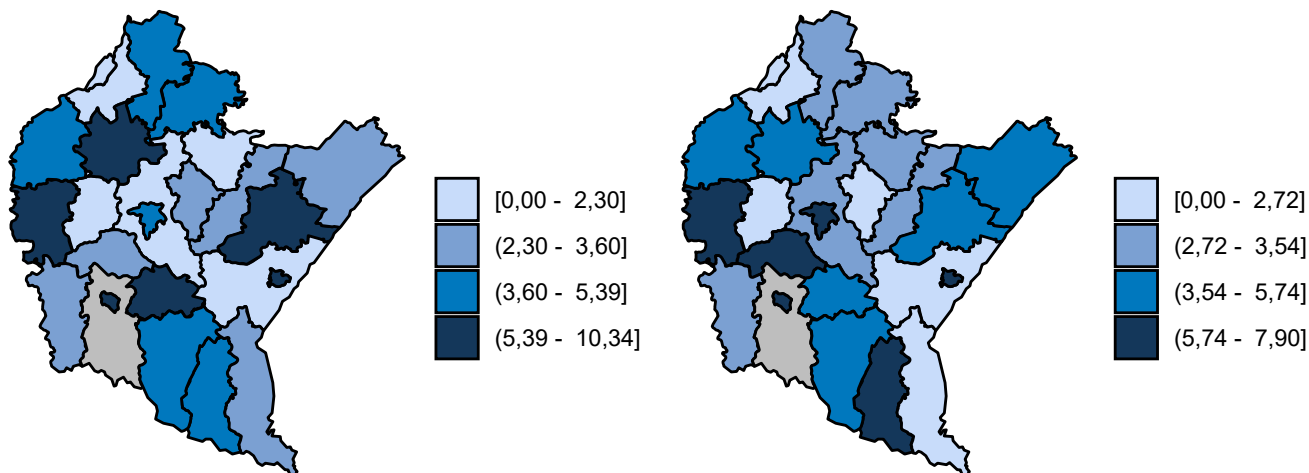 [0,00 - 2,30]
(2,30 - 3,60]
(3,60 - 5,39]
(5,39 - 10,34]
[0,00 - 2,72]
(2,72 - 3,54]
(3,54 - 5,74]
(5,74 - 7,90]